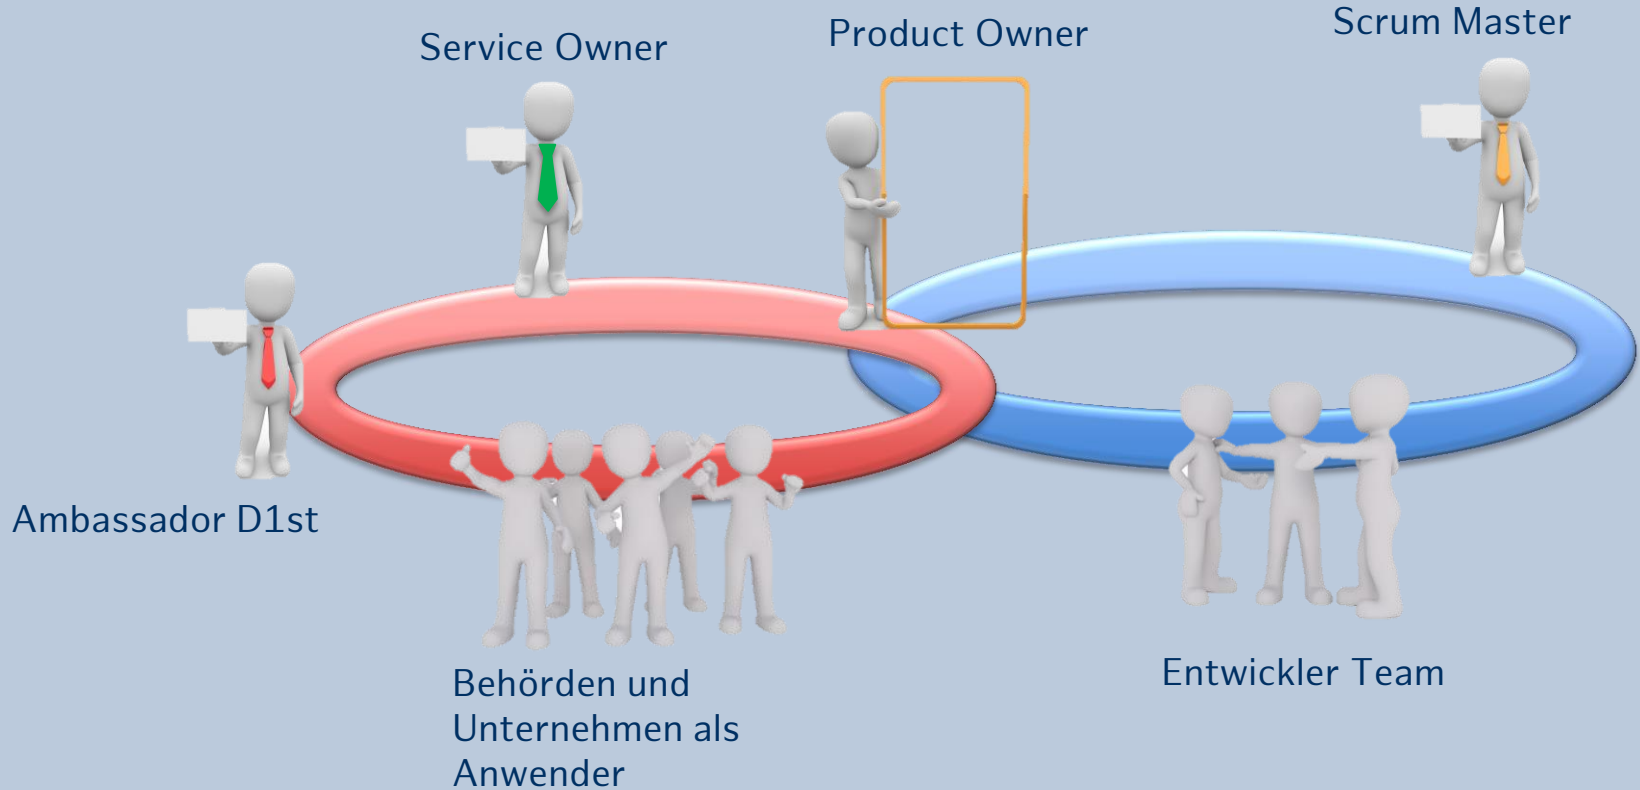 Service Owner
Product Owner
Scrum Master
Ambassador D1st
Behörden und
Unternehmen als
Anwender
Entwickler Team